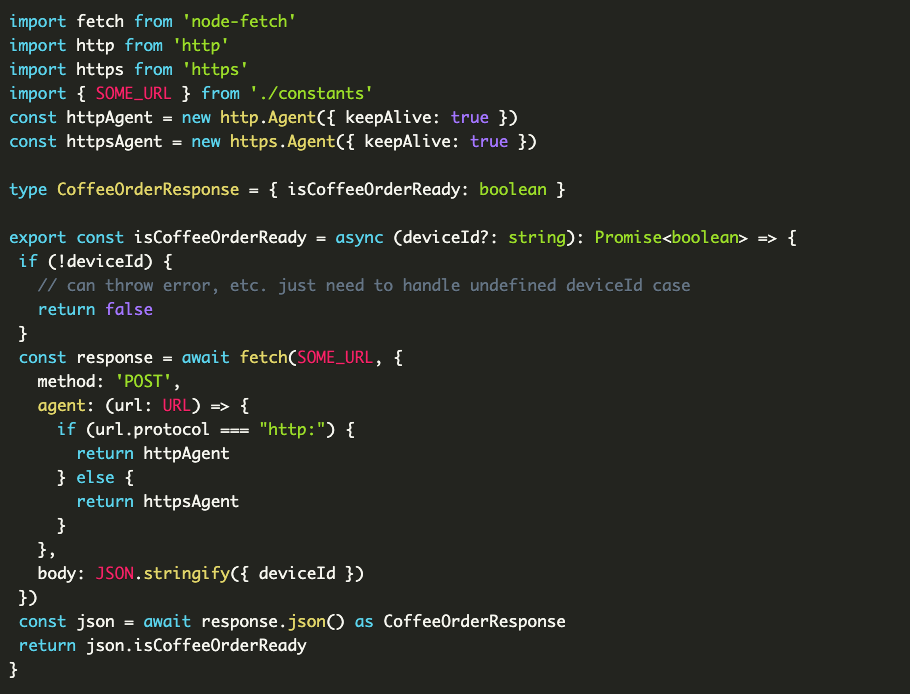 import fetch from 'node-fetch'
import http from 'http'
import https from 'https'
import { SOME_URL } from './constants'
const httpAgent = new http.Agent({ keepAlive: true })
const httpsAgent = new https.Agent({ keepAlive: true })

type CoffeeOrderResponse = { isCoffeeOrderReady: boolean }

export const isCoffeeOrderReady = async (deviceId?: string): Promise<boolean> => {
 if (!deviceId) {
   // can throw error, etc. just need to handle undefined deviceId case
   return false
 }
 const response = await fetch(SOME_URL, {
   method: 'POST',
   agent: (url: URL) => {
     if (url.protocol === "http:") {
       return httpAgent
     } else {
       return httpsAgent
     }
   },
   body: JSON.stringify({ deviceId })
 })
 const json = await response.json() as CoffeeOrderResponse
 return json.isCoffeeOrderReady
}